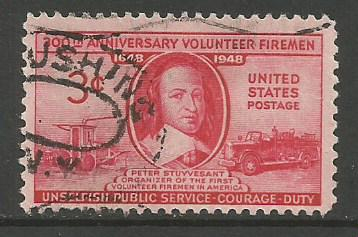 300TH ANNIVERSARY VOLUNTEER FIREMEN
1648 1948
3¢
UNITED
STATES
POSTAGE
PETER STUYVESANT
ORGANIZER OF THE FIRST
VOLUNTEER FIREMEN IN AMERICA
UNSELFISH PUBLIC SERVICE - COURAGE - DUTY